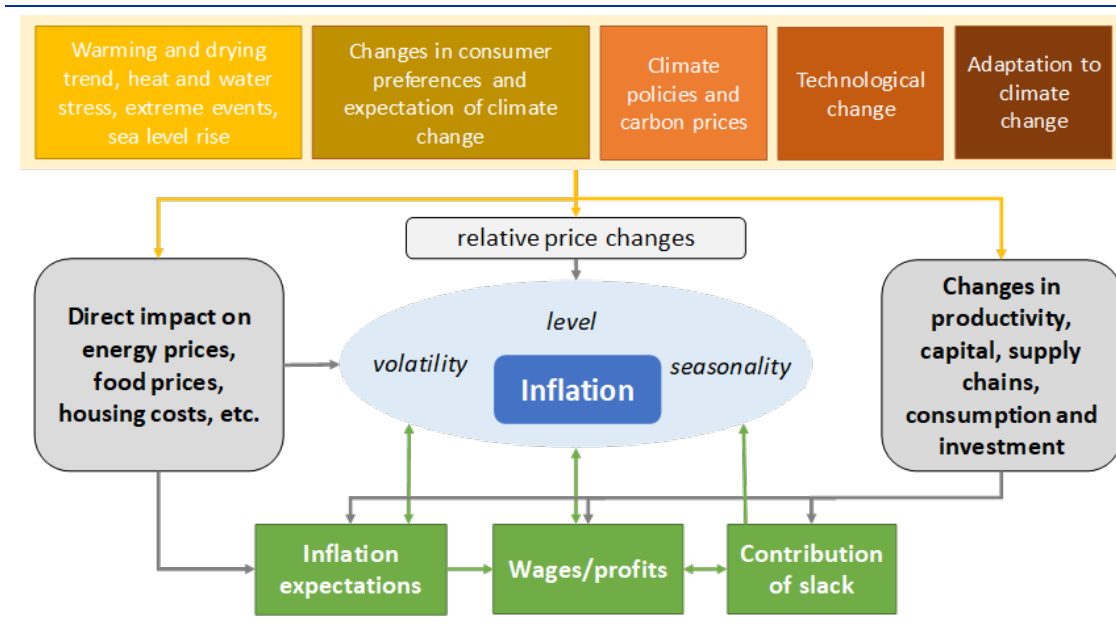 Warming and drying
trend, heat and water
stress, extreme events,
sea level rise
Changes in consumer
preferences and
expectation of climate
change
Climate
policies and
carbon prices
Technological
change
Adaptation to
climate
change
relative price changes
Direct impact on
energy prices,
food prices,
housing costs, etc.
level
volatility
seasonality
Inflation
Changes in
productivity,
capital, supply
chains,
consumption and
investment
Inflation
expectations
Wages/profits
Contribution
of slack